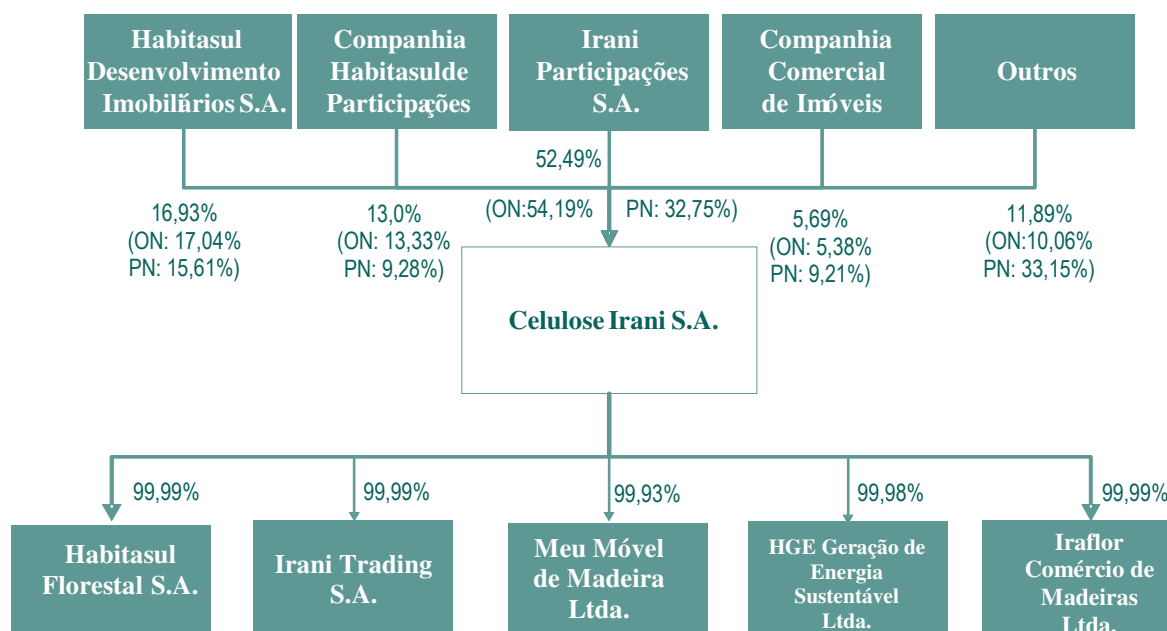 Habitasul
Desenvolvimento
Imobiliários S.A.
Companhia
Habitasulde
Participações
Irani
Participações
S.A.
Companhia
Comercial
de Imóveis
Outros
52,49%
16,93%
(ON: 17,04%
PN: 15,61%)
13,0%
(ON: 13,33%
PN: 9,28%)
(ON:54,19%
PN: 32,75%)
5,69%
(ON: 5,38%
PN: 9,21%)
11,89%
(ON:10,06%
PN: 33,15%)
Celulose Irani S.A.
99,99%
99,99%
99,93%
99,98%
99,99%
Habitasul
Florestal S.A.
Irani Trading
S.A.
Meu Móvel
de Madeira
Ltda.
HGE Geração de
Energia
Sustentável
Ltda.
Iraflor
Comércio de
Madeiras
Ltda.